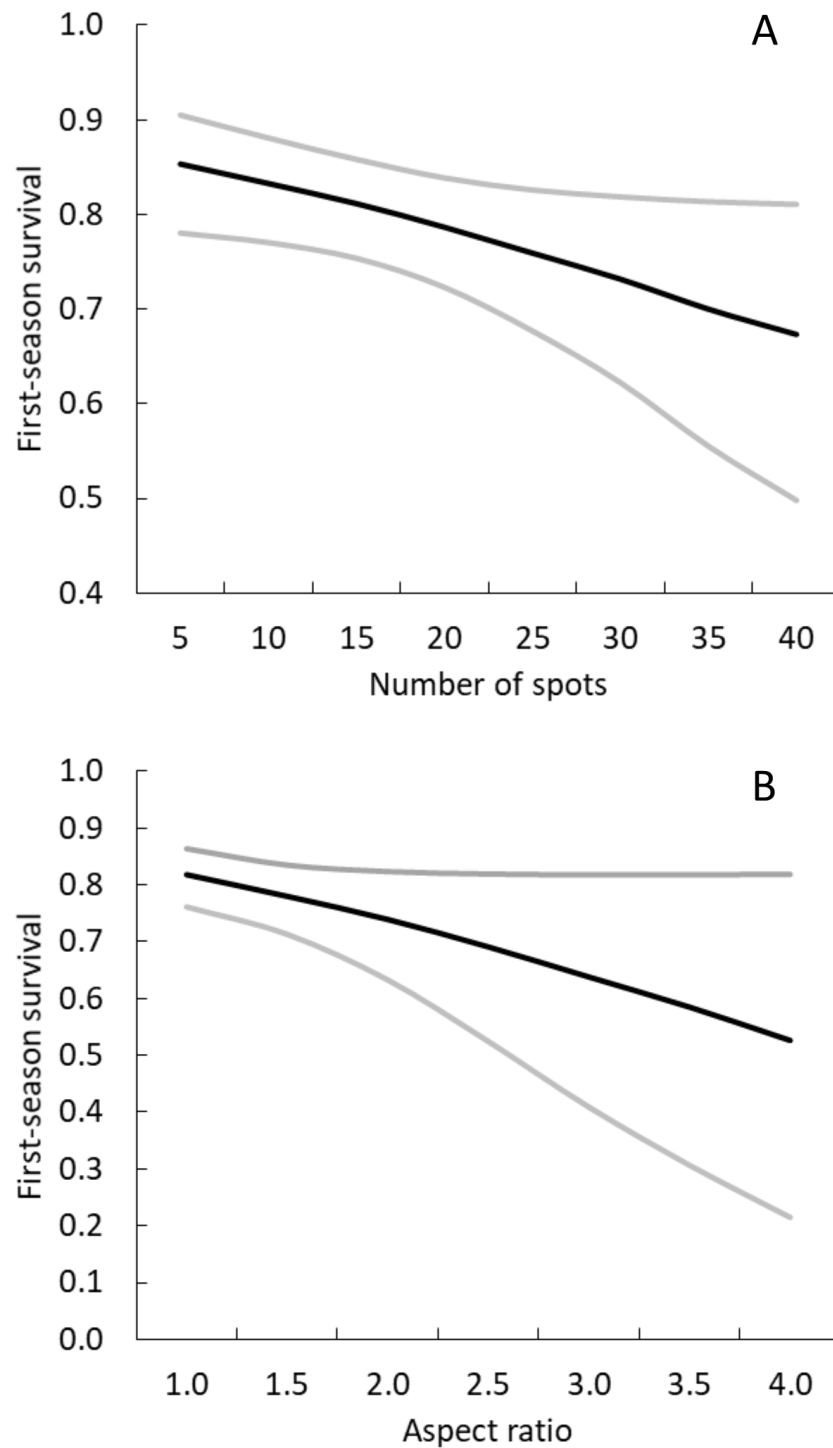 A
1.0
0.9
0.8
0.7
0.6
0.5
0.4
First-season survival
5 10 15 20 25 30 35 40
Number of spots
B
1.0
0.9
0.8
0.7
0.6
0.5
0.4
0.3
0.2
0.1
0.0
First-season survival
1.0 1.5 2.0 2.5 3.0 3.5 4.0
Aspect ratio